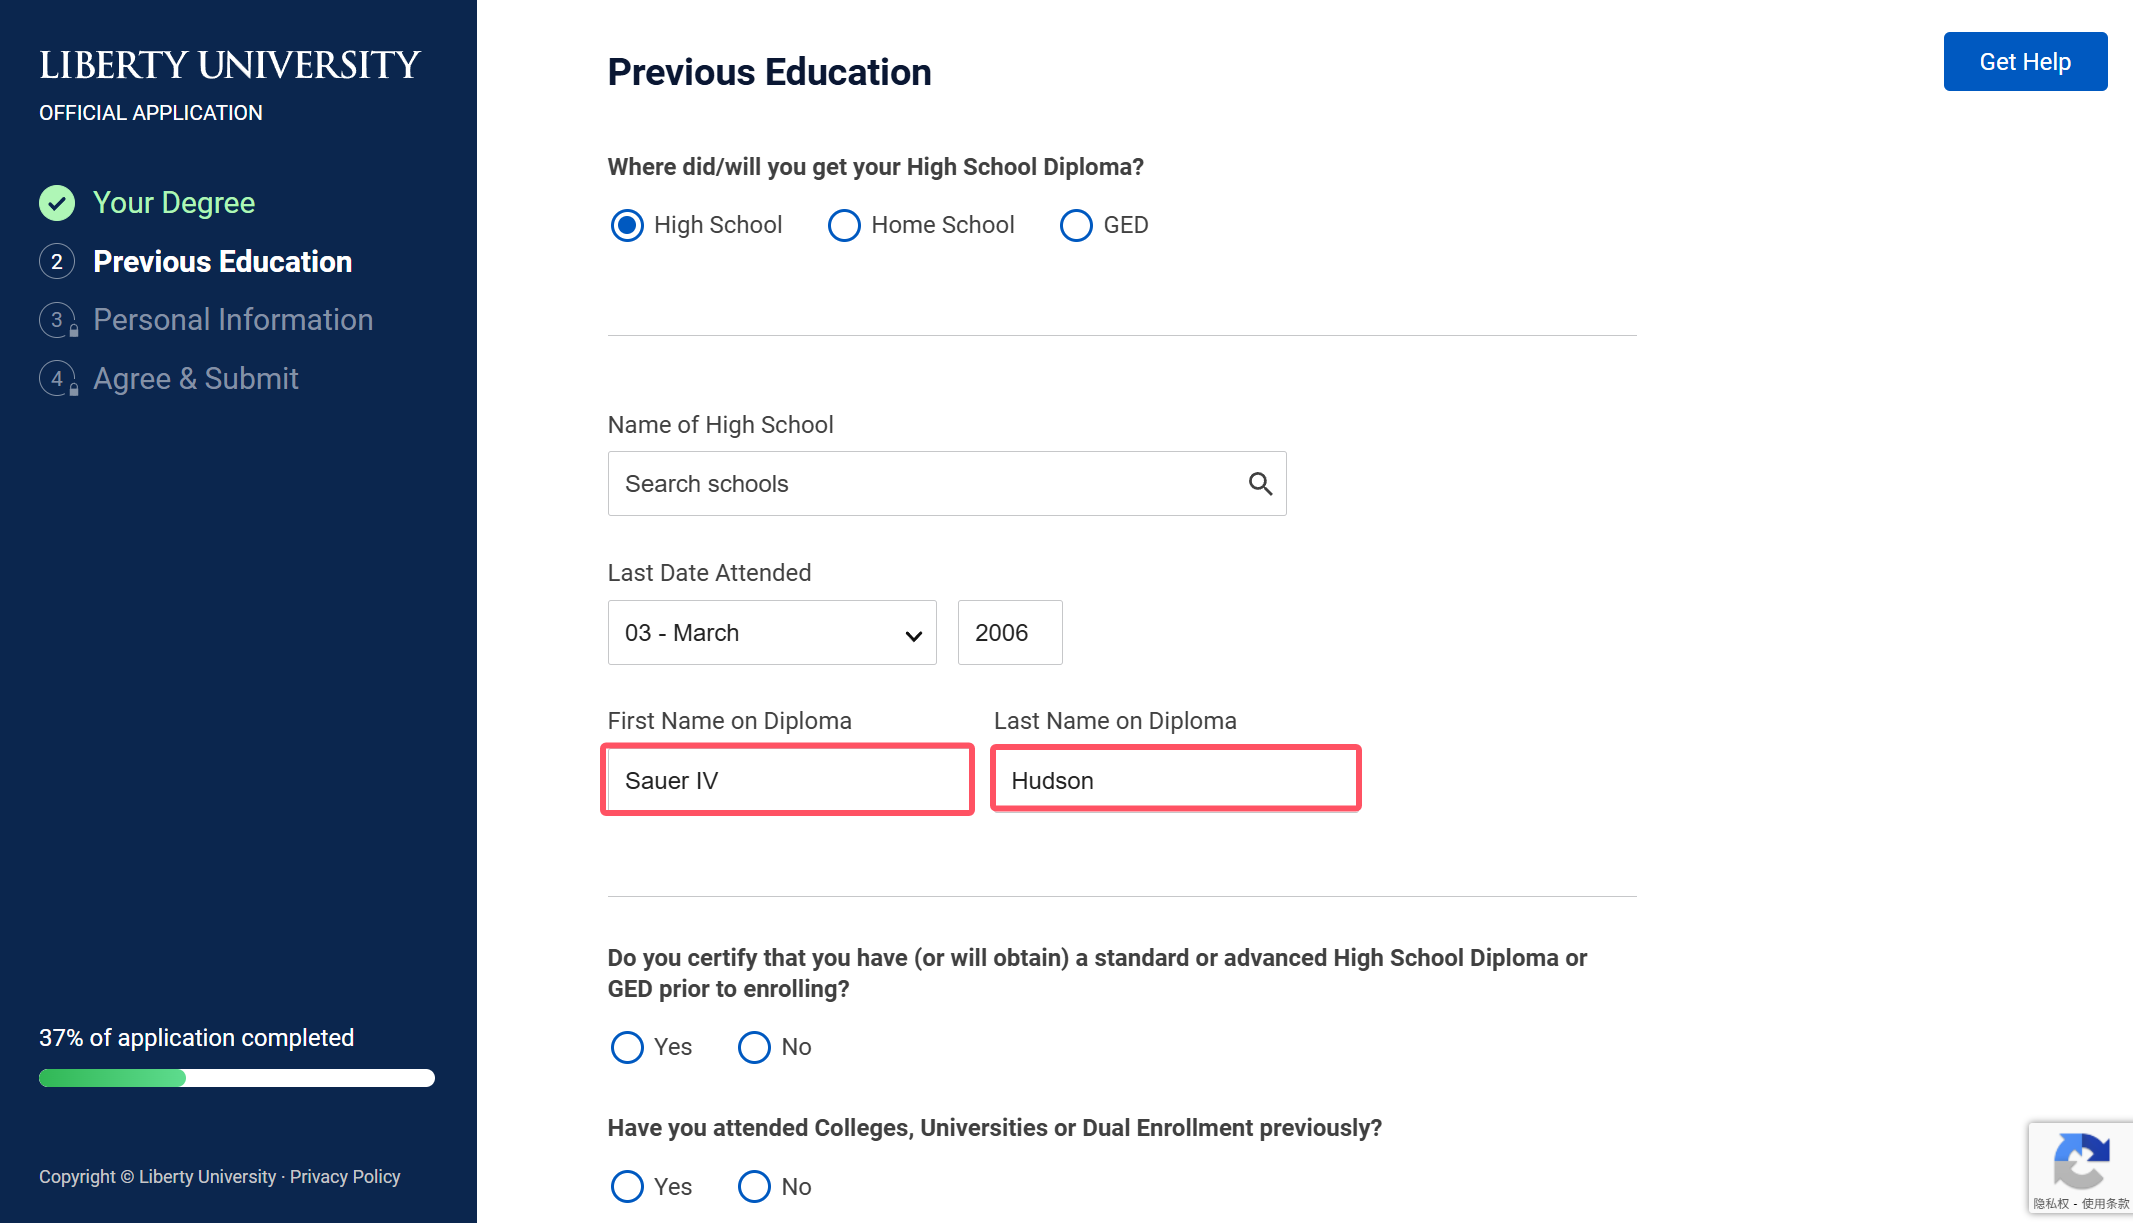 LIBERTY UNIVERSITY
OFFICIAL APPLICATION
Your Degree
2 Previous Education
3 Personal Information
4 Agree & Submit
37% of application completed
Copyright © Liberty University · Privacy Policy
Previous Education
Get Help
Where did/will you get your High School Diploma?
High School Home School GED
Name of High School
Search schools
Last Date Attended
03 - March 2006
First Name on Diploma Last Name on Diploma
Sauer IV Hudson
Do you certify that you have (or will obtain) a standard or advanced High School Diploma or
GED prior to enrolling?
Yes No
Have you attended Colleges, Universities or Dual Enrollment previously?
Yes No
隐私权 - 使用条款